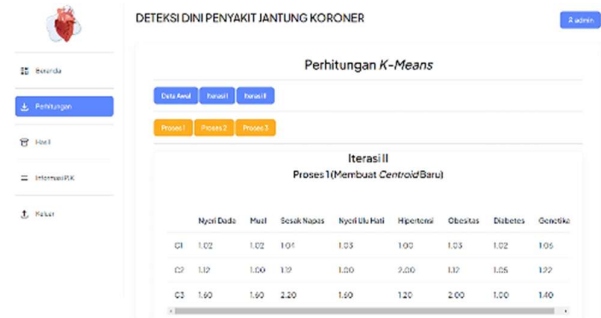 DETEKSI DINI PENYAKIT JANTUNG KORONER
admin
Beranda
Perhitungan
Hasil
Informasi PJK
Keluar
Perhitungan K-Means
Data Awal Iterasi I Iterasi II
Proses 1 Proses 2 Proses 3
Iterasi II
Proses 1 (Membuat Centroid Baru)
Nyeri Dada Mual Sesak Napas Nyeri Ulu Hati Hipertensi Obesitas Diabetes Genetika
C1 1.02 1.02 1.04 1.03 1.00 1.03 1.02 1.06
C2 1.12 1.00 1.12 1.00 2.00 1.12 1.06 1.22
C3 1.60 1.60 2.20 1.60 1.20 2.00 1.00 1.40